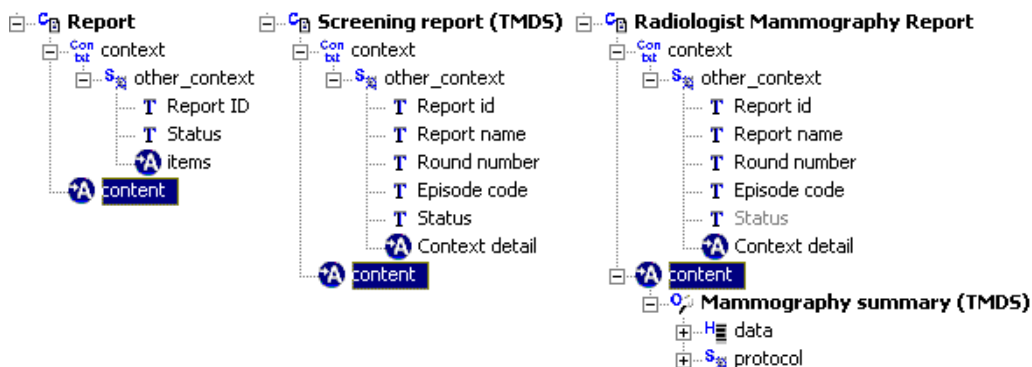 Report
context
other_context
Report ID
Status
items
content
Screening report (TMDS)
context
other_context
Report id
Report name
Round number
Episode code
Status
Context detail
content
Radiologist Mammography Report
context
other_context
Report id
Report name
Round number
Episode code
Status
Context detail
content
Mammography summary (TMDS)
data
protocol